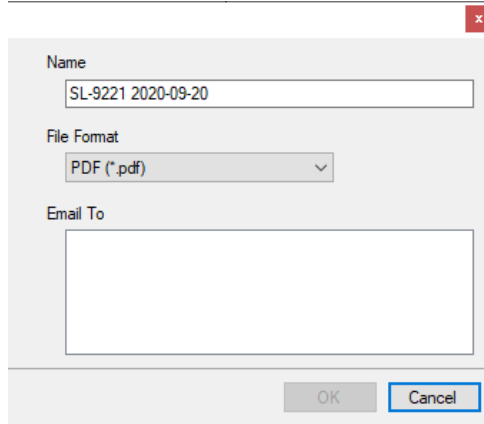 x
Name
SL-9221 2020-09-20
File Format
PDF (*.pdf)
Email To
OK
Cancel